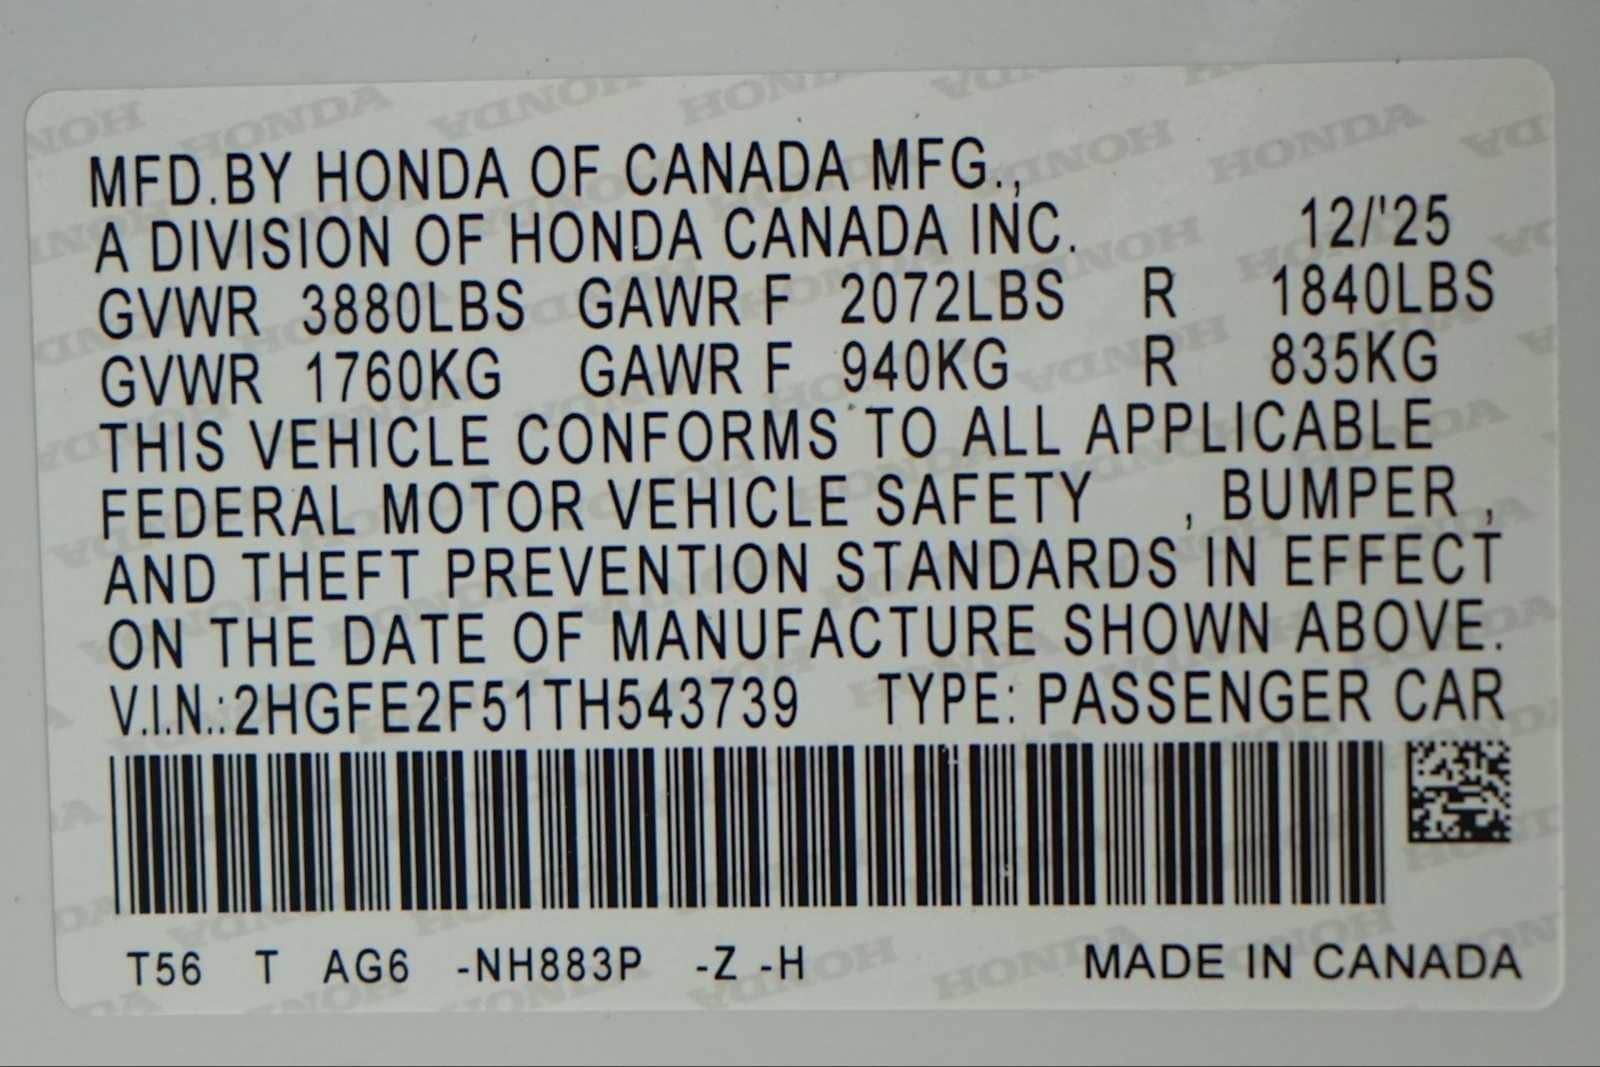 MFD.BY HONDA OF CANADA MFG.,
A DIVISION OF HONDA CANADA INC. 12/'25
GVWR 3880LBS GAWR F 2072LBS R 1840LBS
GVWR 1760KG GAWR F 940KG R 835KG
THIS VEHICLE CONFORMS TO ALL APPLICABLE
FEDERAL MOTOR VEHICLE SAFETY , BUMPER ,
AND THEFT PREVENTION STANDARDS IN EFFECT
ON THE DATE OF MANUFACTURE SHOWN ABOVE.
V.I.N.:2HGFE2F51TH543739 TYPE: PASSENGER CAR
T56 T AG6 -NH883P -Z -H MADE IN CANADA